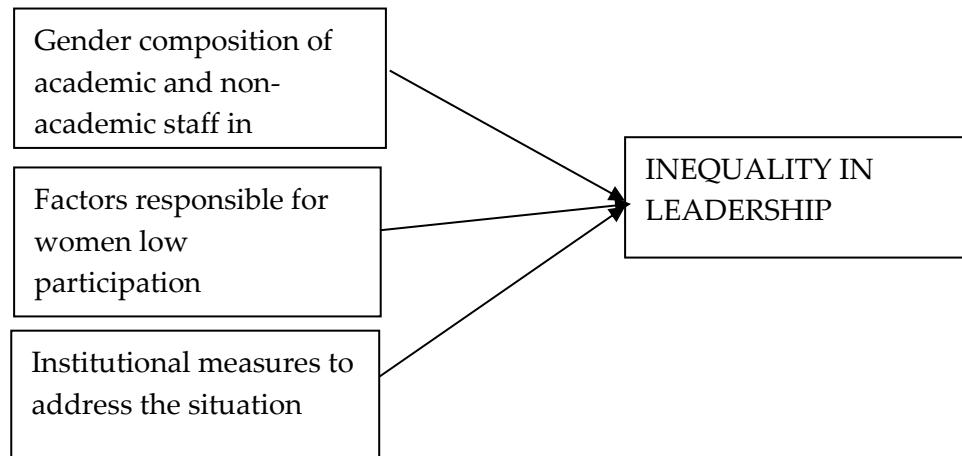 Gender composition of
academic and non-
academic staff in
Factors responsible for
women low
participation
Institutional measures to
address the situation
INEQUALITY IN
LEADERSHIP